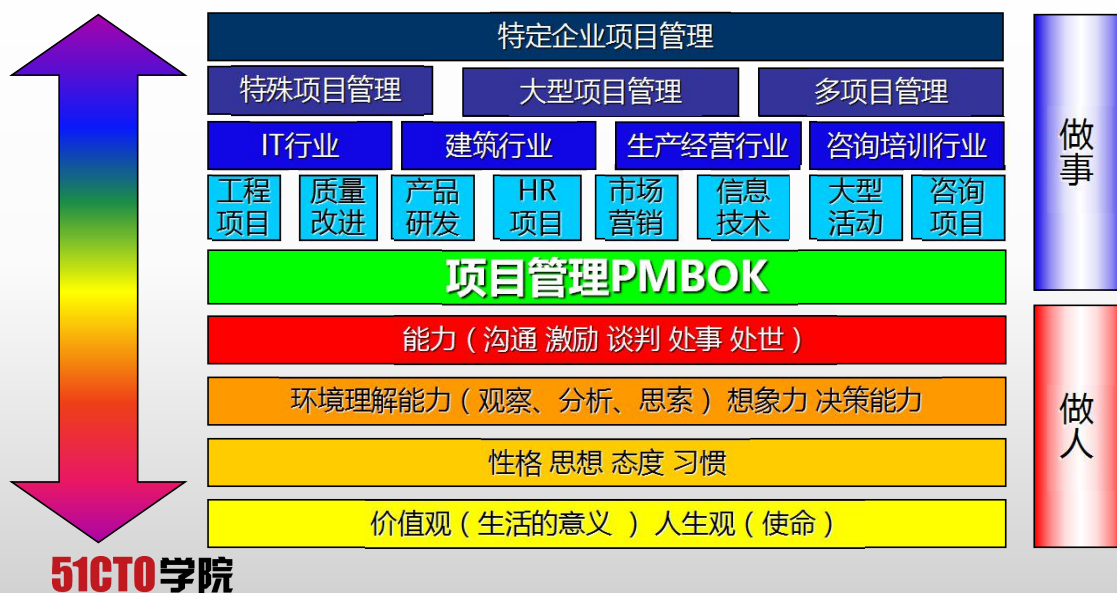 特定企业项目管理
特殊项目管理 大型项目管理 多项目管理
IT行业 建筑行业 生产经营行业 咨询培训行业
工程
项目
质量
改进
产品
研发
HR
项目
市场
营销
信息
技术
大型
活动
咨询
项目
项目管理PMBOK
能力（沟通 激励 谈判 处事 处世）
环境理解能力（观察、分析、思索）想象力 决策能力
性格 思想 态度 习惯
价值观（生活的意义 ）人生观（使命）
做
事
做
人
51CTO学院